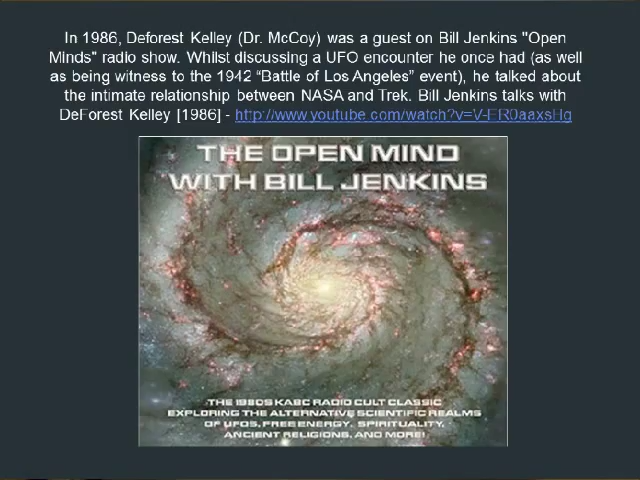 In 1986, Deforest Kelley (Dr. McCoy) was a guest on Bill Jenkins "Open
Minds" radio show. Whilst discussing a UFO encounter he once had (as well
as being witness to the 1942 “Battle of Los Angeles” event), he talked about
the intimate relationship between NASA and Trek. Bill Jenkins talks with
DeForest Kelley [1986] - http://www.youtube.com/watch?v=V-ER0aaxsHg
THE OPEN MIND
WITH BILL JENKINS
THE 1980S KABC RADIO CULT CLASSIC
EXPLORING THE ALTERNATIVE SCIENTIFIC REALMS
OF UFOS, FREE ENERGY, SPIRITUALITY,
ANCIENT RELIGIONS, AND MORE!